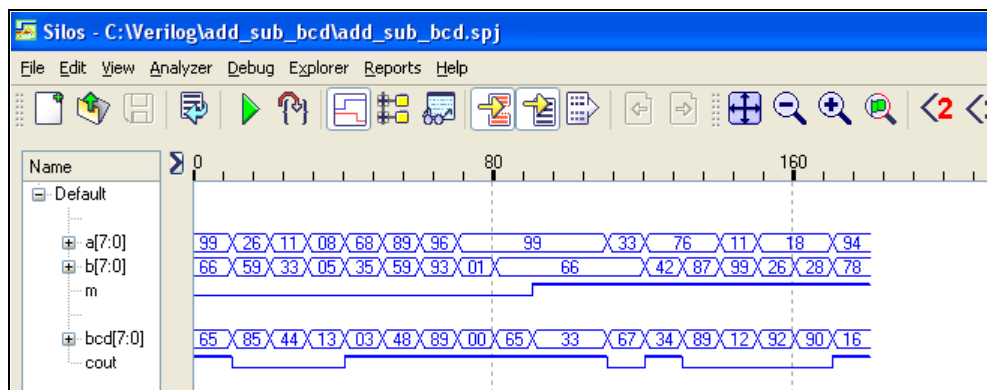 Silos - C:\Verilog\add_sub_bcd\add_sub_bcd.spj
File Edit View Analyzer Debug Explorer Reports Help
2
Name 0 80 160
Default
a[7:0] 99 26 11 08 68 89 96 99 33 76 11 18 94
b[7:0] 66 59 33 05 35 59 93 01 66 42 87 99 26 28 78
m
bcd[7:0] 65 85 44 13 03 48 89 00 65 33 67 34 89 12 92 90 16
cout